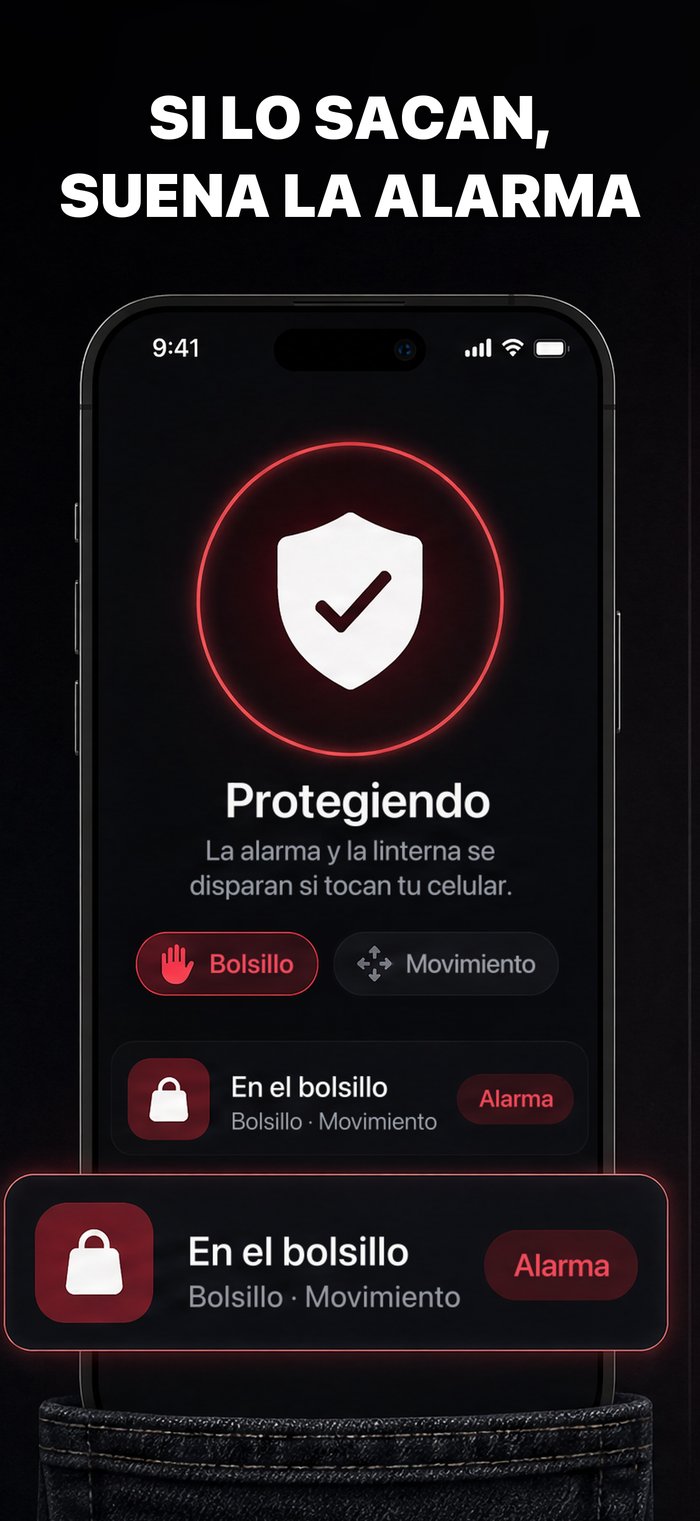 SI LO SACAN,
SUENA LA ALARMA
9:41
Protegiendo
La alarma y la linterna se
disparan si tocan tu celular.
Bolsillo
Movimiento
En el bolsillo
Bolsillo · Movimiento
Alarma
En el bolsillo
Bolsillo · Movimiento
Alarma